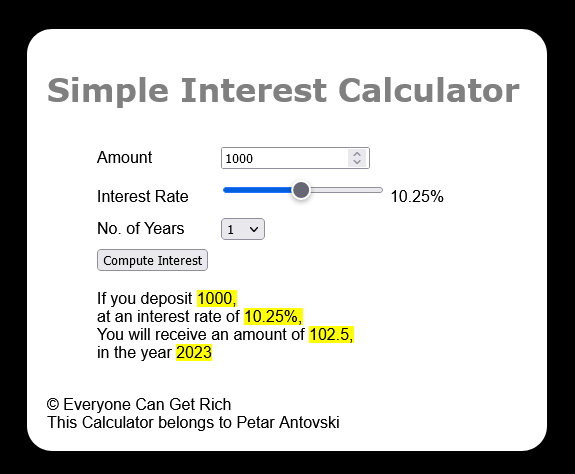 Simple Interest Calculator
Amount 1000
Interest Rate 10.25%
No. of Years 1
Compute Interest
If you deposit 1000,
at an interest rate of 10.25%,
You will receive an amount of 102.5,
in the year 2023
© Everyone Can Get Rich
This Calculator belongs to Petar Antovski